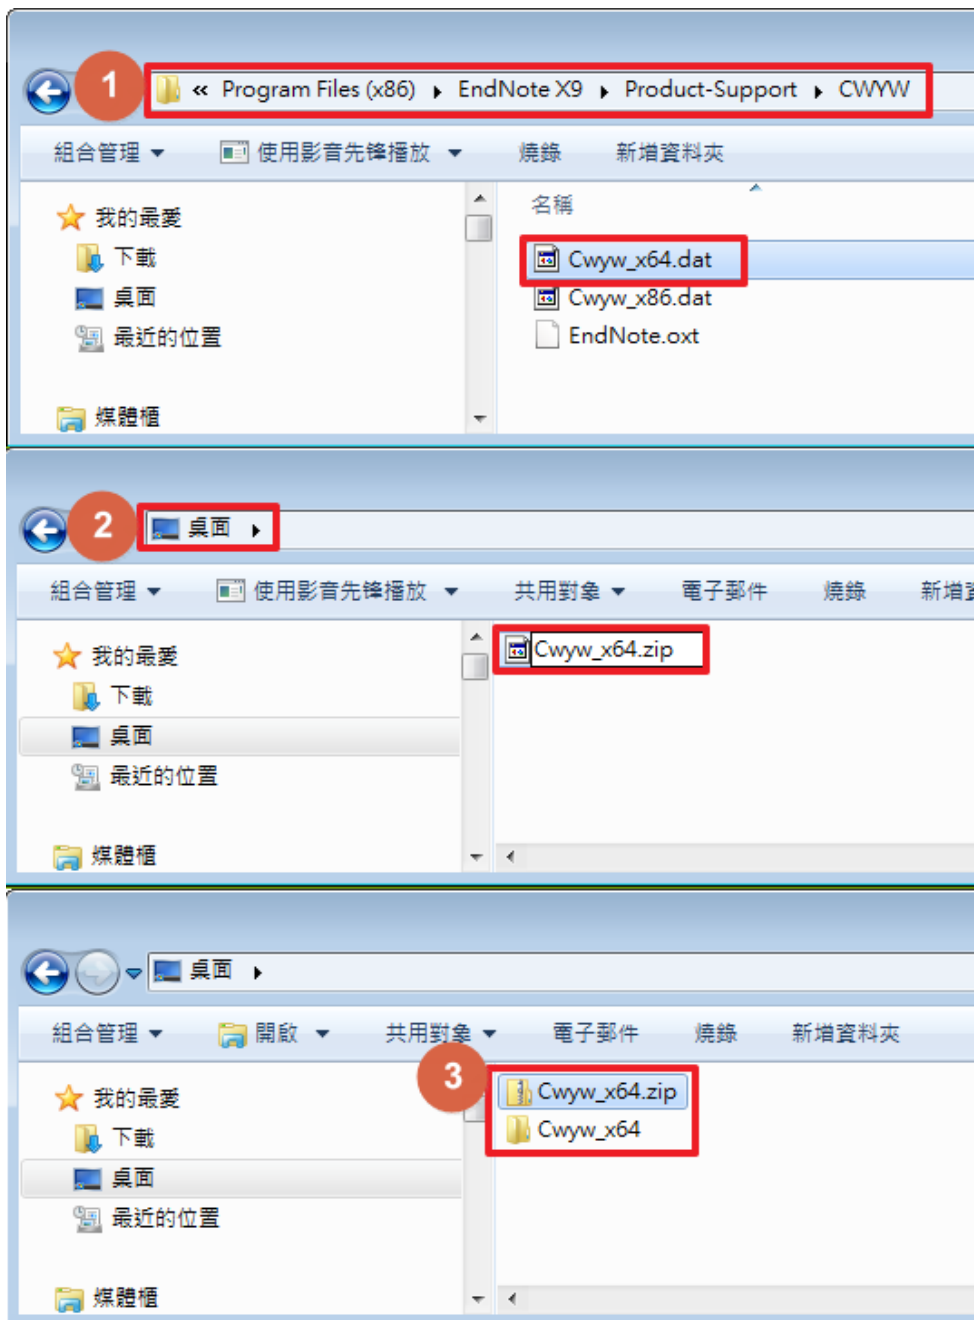 1 « Program Files (x86) ▸ EndNote X9 ▸ Product-Support ▸ CWYW
組合管理 ▼ 使用影音先锋播放 ▼ 燒錄 新增資料夾
我的最愛
下載
桌面
最近的位置
媒體櫃
名稱
Cwyw_x64.dat
Cwyw_x86.dat
EndNote.oxt
2 桌面 ▸
組合管理 ▼ 使用影音先锋播放 ▼ 共用對象 ▼ 電子郵件 燒錄 新增
我的最愛
下載
桌面
最近的位置
媒體櫃
Cwyw_x64.zip
桌面 ▸
組合管理 ▼ 開啟 ▼ 共用對象 ▼ 電子郵件 燒錄 新增資料夾
我的最愛
下載
桌面
最近的位置
媒體櫃
3
Cwyw_x64.zip
Cwyw_x64